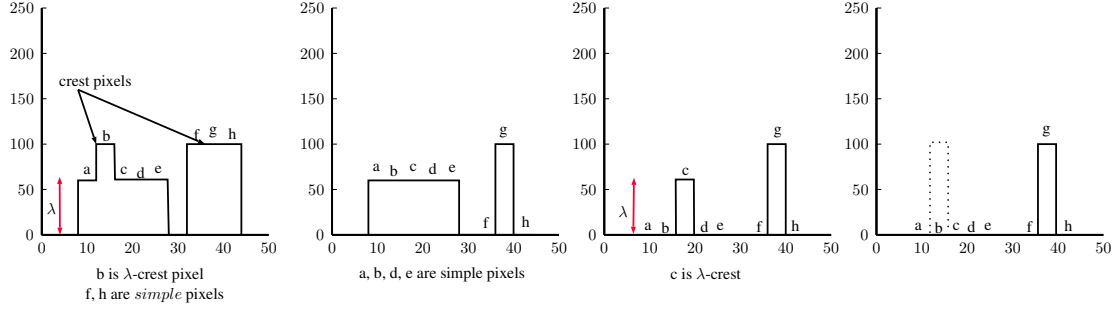 250
200
150
100
50
0
crest pixels
b
a
c
d
e
f
g
h
λ
0 10 20 30 40 50
b is λ-crest pixel
f, h are simple pixels
250
200
150
100
50
0
a
b
c
d
e
f
g
h
0 10 20 30 40 50
a, b, d, e are simple pixels
250
200
150
100
50
0
λ
a
b
c
d
e
f
g
h
0 10 20 30 40 50
c is λ-crest
250
200
150
100
50
0
a
b
c
d
e
f
g
h
0 10 20 30 40 50